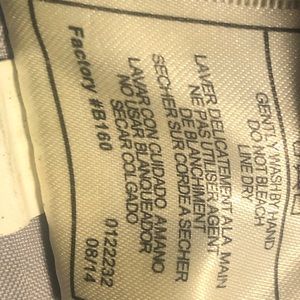 GENTLY WASH BY HAND
DO NOT BLEACH
LINE DRY
LAVER DELICATEMENT A LA MAIN
NE PAS UTILISER AGENT
DE BLANCHIMENT
SECHER SUR CORDE A SECHER
LAVAR CON CUIDADO, A MANO
NO USAR BLANQUEADOR
SECAR COLGADO
0122232
Factory #B160 08/14